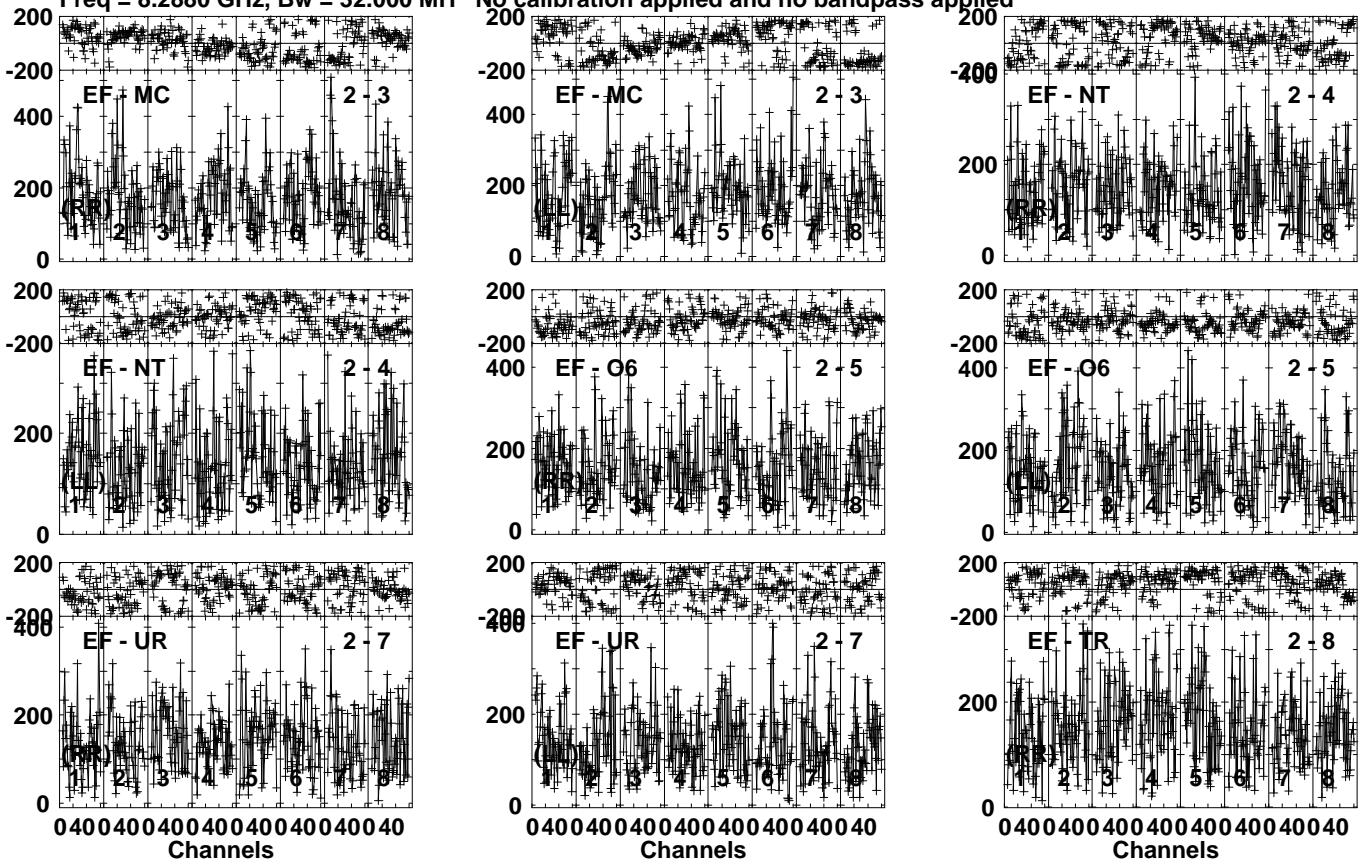 Freq = 8.2880 GHz, Bw = 32.000 MH No calibration applied and no bandpass applied
200 200 200
-200 -200 -200
EF - MC 2 - 3 EF - MC 2 - 3 EF - NT 2 - 4
400 400 400
200 200 200
(RR) (LL) (RR)
1 2 3 4 5 6 7 8 1 2 3 4 5 6 7 8 1 2 3 4 5 6 7 8
0 0 0
200 200 200
-200 -200 -200
EF - NT 2 - 4 EF - O6 2 - 5 EF - O6 2 - 5
400 400
200 200 200
(LL) (RR) (LL)
1 2 3 4 5 6 7 8 1 2 3 4 5 6 7 8 1 2 3 4 5 6 7 8
0 0 0
200 200 200
-200 -200 -200
400 400
EF - UR 2 - 7 EF - UR 2 - 7 EF - TR 2 - 8
200 200 200
(RR) (LL) (RR)
1 2 3 4 5 6 7 8 1 2 3 4 5 6 7 8 1 2 3 4 5 6 7 8
0 0 0
0 40 0 40 0 40 0 40 0 40 0 40 0 40 0 40 0 40 0 40 0 40 0 40 0 40 0 40 0 40 0 40 0 40 0 40 0 40 0 40 0 40 0 40 0 40 0 40
Channels Channels Channels